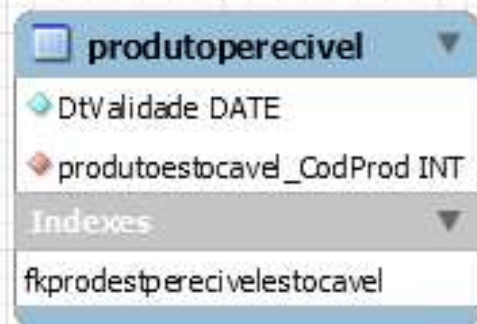 produtoperecivel
DtValidade DATE
produtoestocavel_CodProd INT
Indexes
fkprodestperecivelestocavel